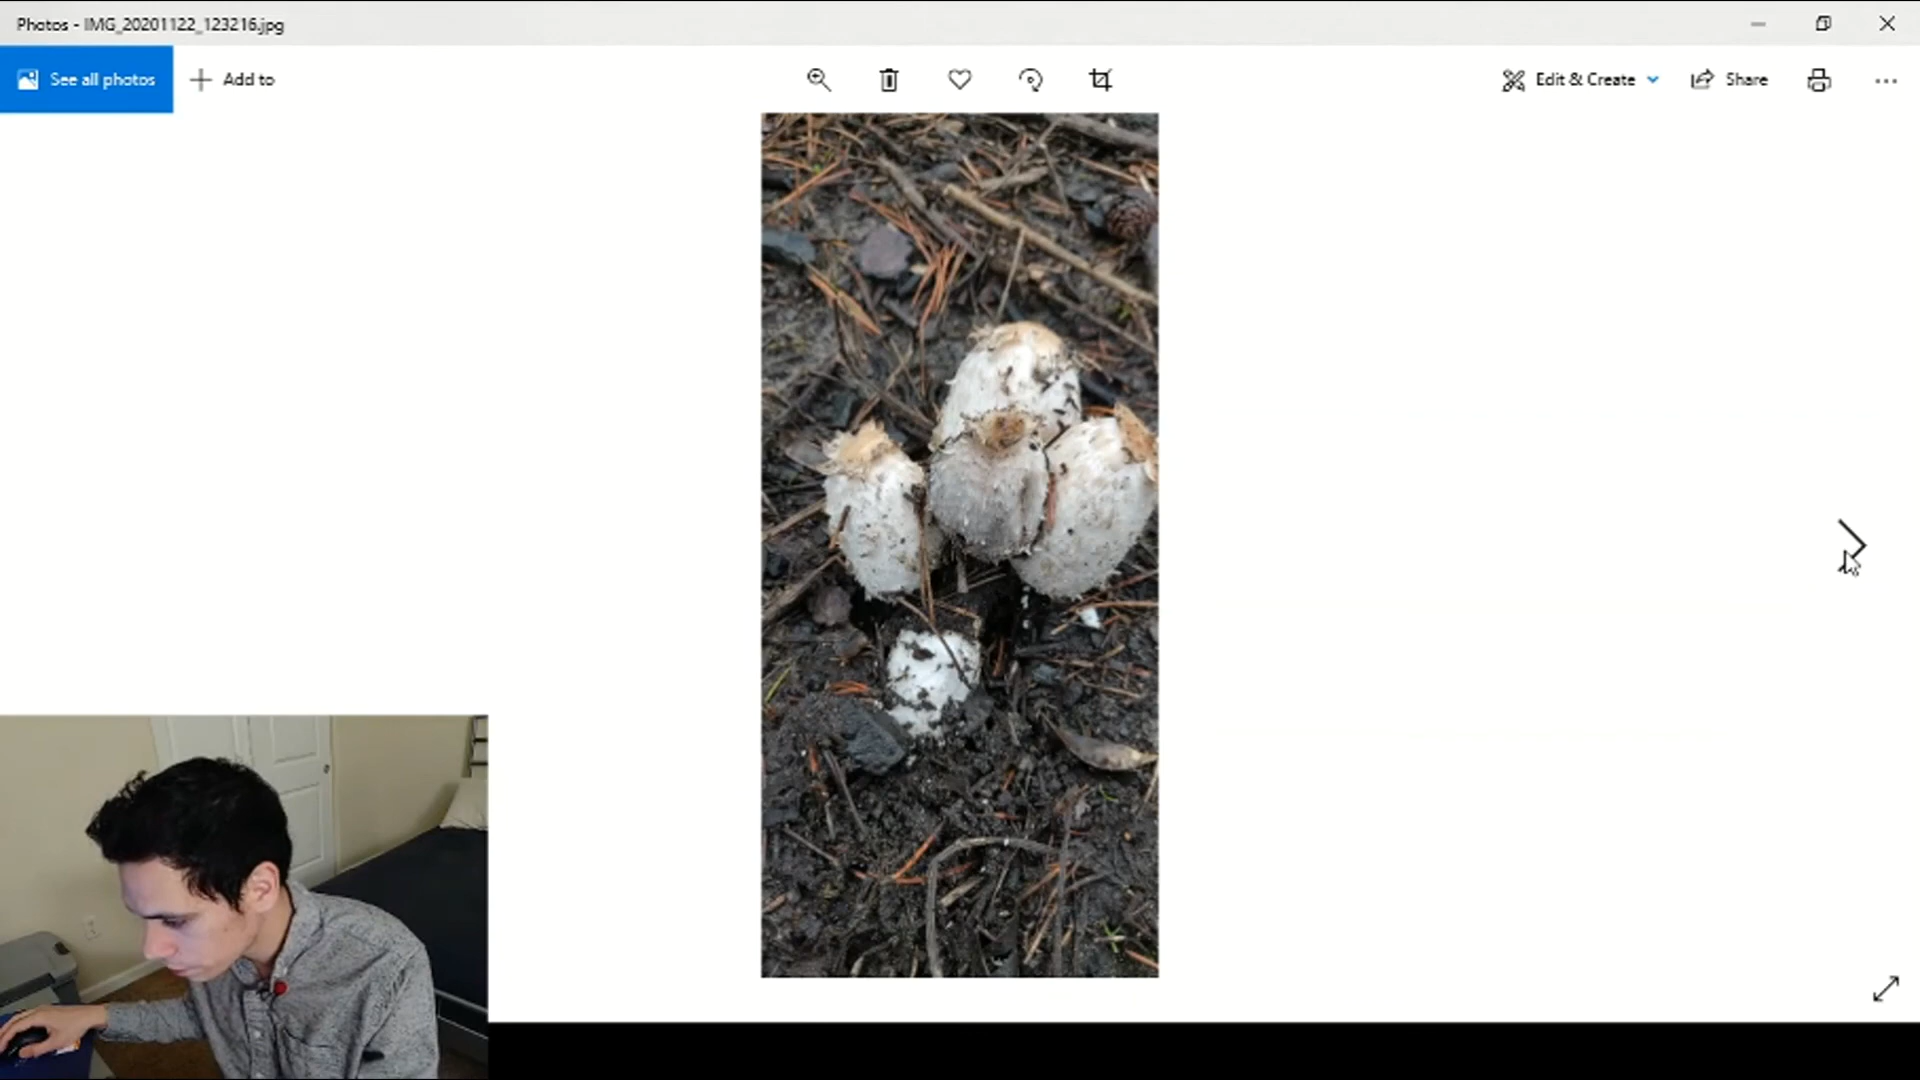 Photos - IMG_20201122_123216.jpg
See all photos
Add to
Edit & Create
Share